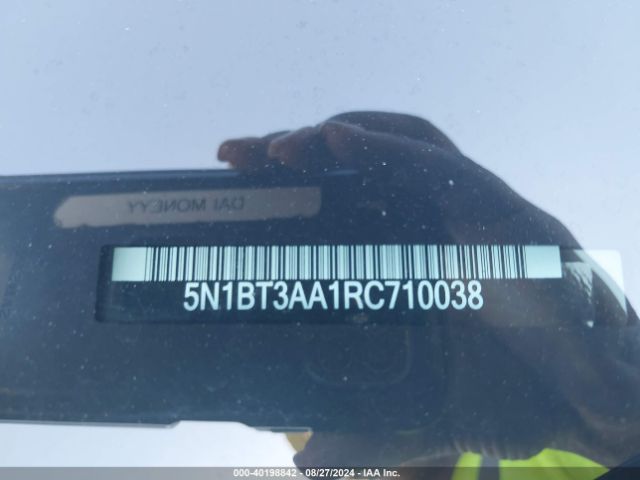 DAI MONEYY
5N1BT3AA1RC710038
000-40198842 - 08/27/2024 - IAA Inc.